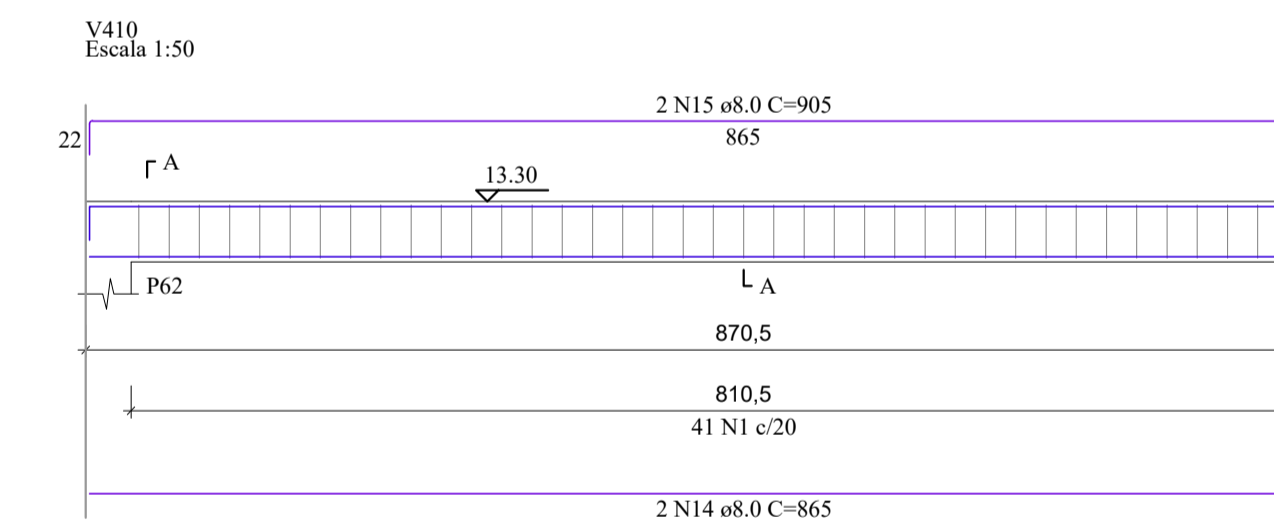 V410
Escala 1:50
2 N15 ø8.0 C=905
22
865
A
13.30
P62
A
870,5
810,5
41 N1 c/20
2 N14 ø8.0 C=865